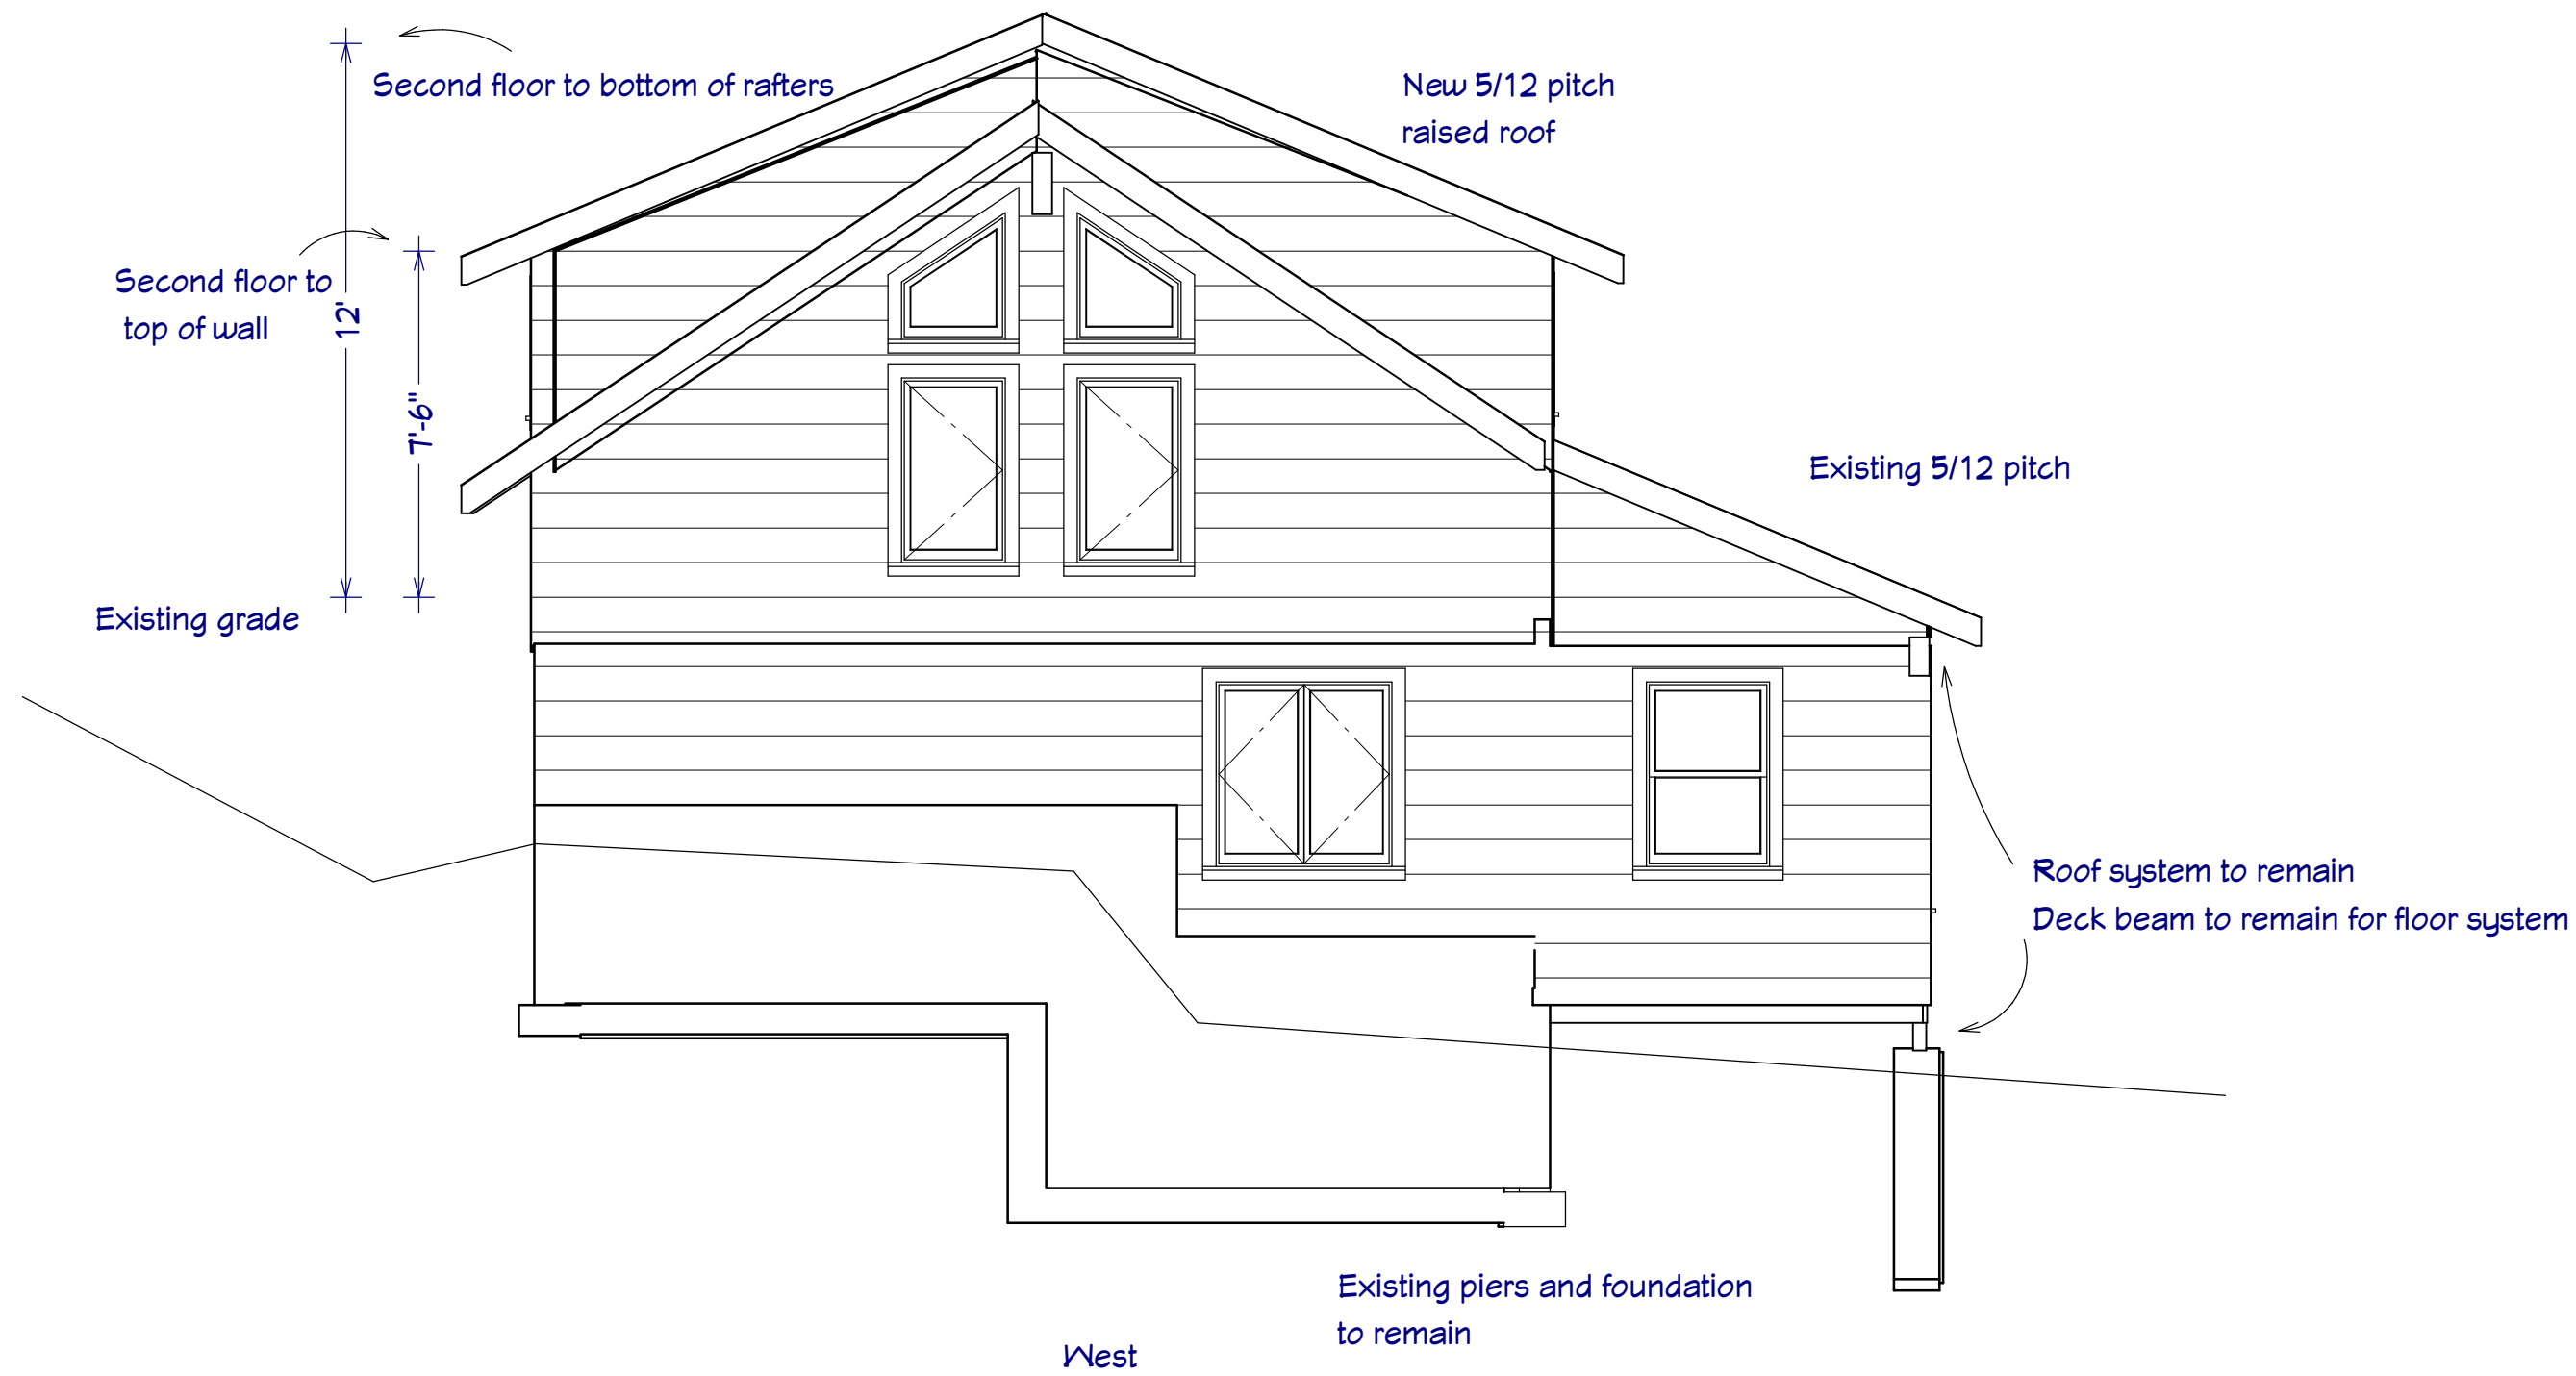 Second floor to bottom of rafters
New 5/12 pitch
raised roof
Second floor to
top of wall
12'
7'-6"
Existing 5/12 pitch
Existing grade
Roof system to remain
Deck beam to remain for floor system
Existing piers and foundation
to remain
West